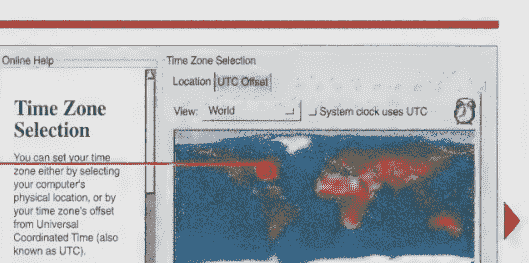 Online Help
Time Zone
Selection
You can set your time
zone either by selecting
your computer's
physical location, or by
your time zone's offset
from Universal
Coordinated Time (also
known as UTC).
Time Zone Selection
Location UTC Offset
View: World System clock uses UTC